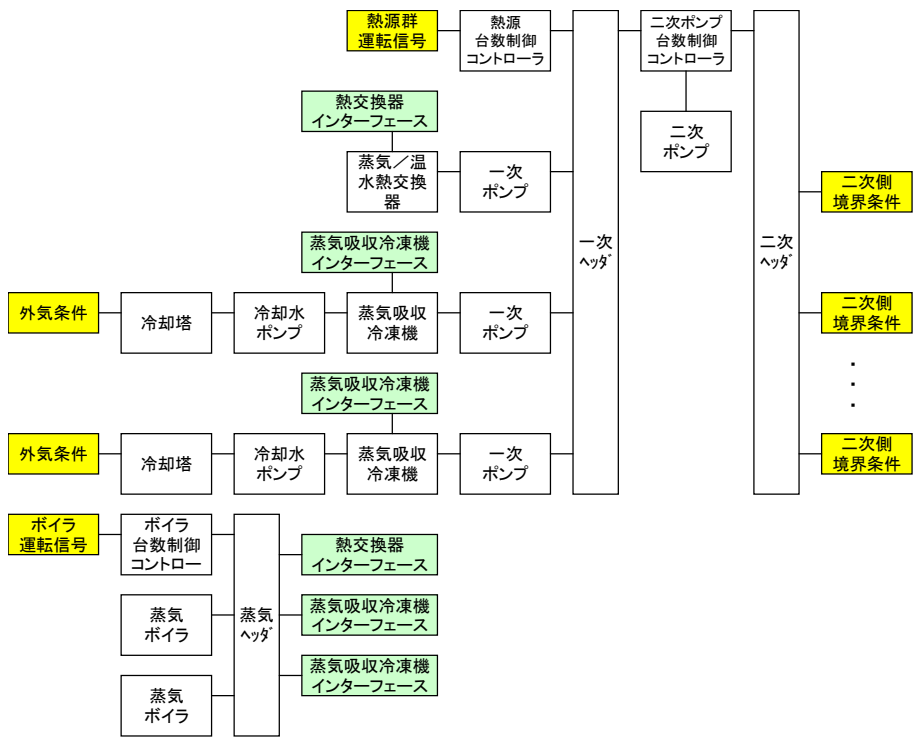 熱源群
運転信号
熱源
台数制御
コントローラ
二次ポンプ
台数制御
コントローラ
熱交換器
インターフェース
二次
ポンプ
蒸気／温
水熱交換
器
一次
ポンプ
二次側
境界条件
蒸気吸収冷凍機
インターフェース
一次
ﾍｯﾀﾞ
二次
ﾍｯﾀﾞ
外気条件
冷却塔
冷却水
ポンプ
蒸気吸収
冷凍機
一次
ポンプ
二次側
境界条件
・
・
・
蒸気吸収冷凍機
インターフェース
外気条件
冷却塔
冷却水
ポンプ
蒸気吸収
冷凍機
一次
ポンプ
二次側
境界条件
ボイラ
運転信号
ボイラ
台数制御
コントロー
熱交換器
インターフェース
蒸気
ボイラ
蒸気
ﾍｯﾀﾞ
蒸気吸収冷凍機
インターフェース
蒸気吸収冷凍機
インターフェース
蒸気
ボイラ